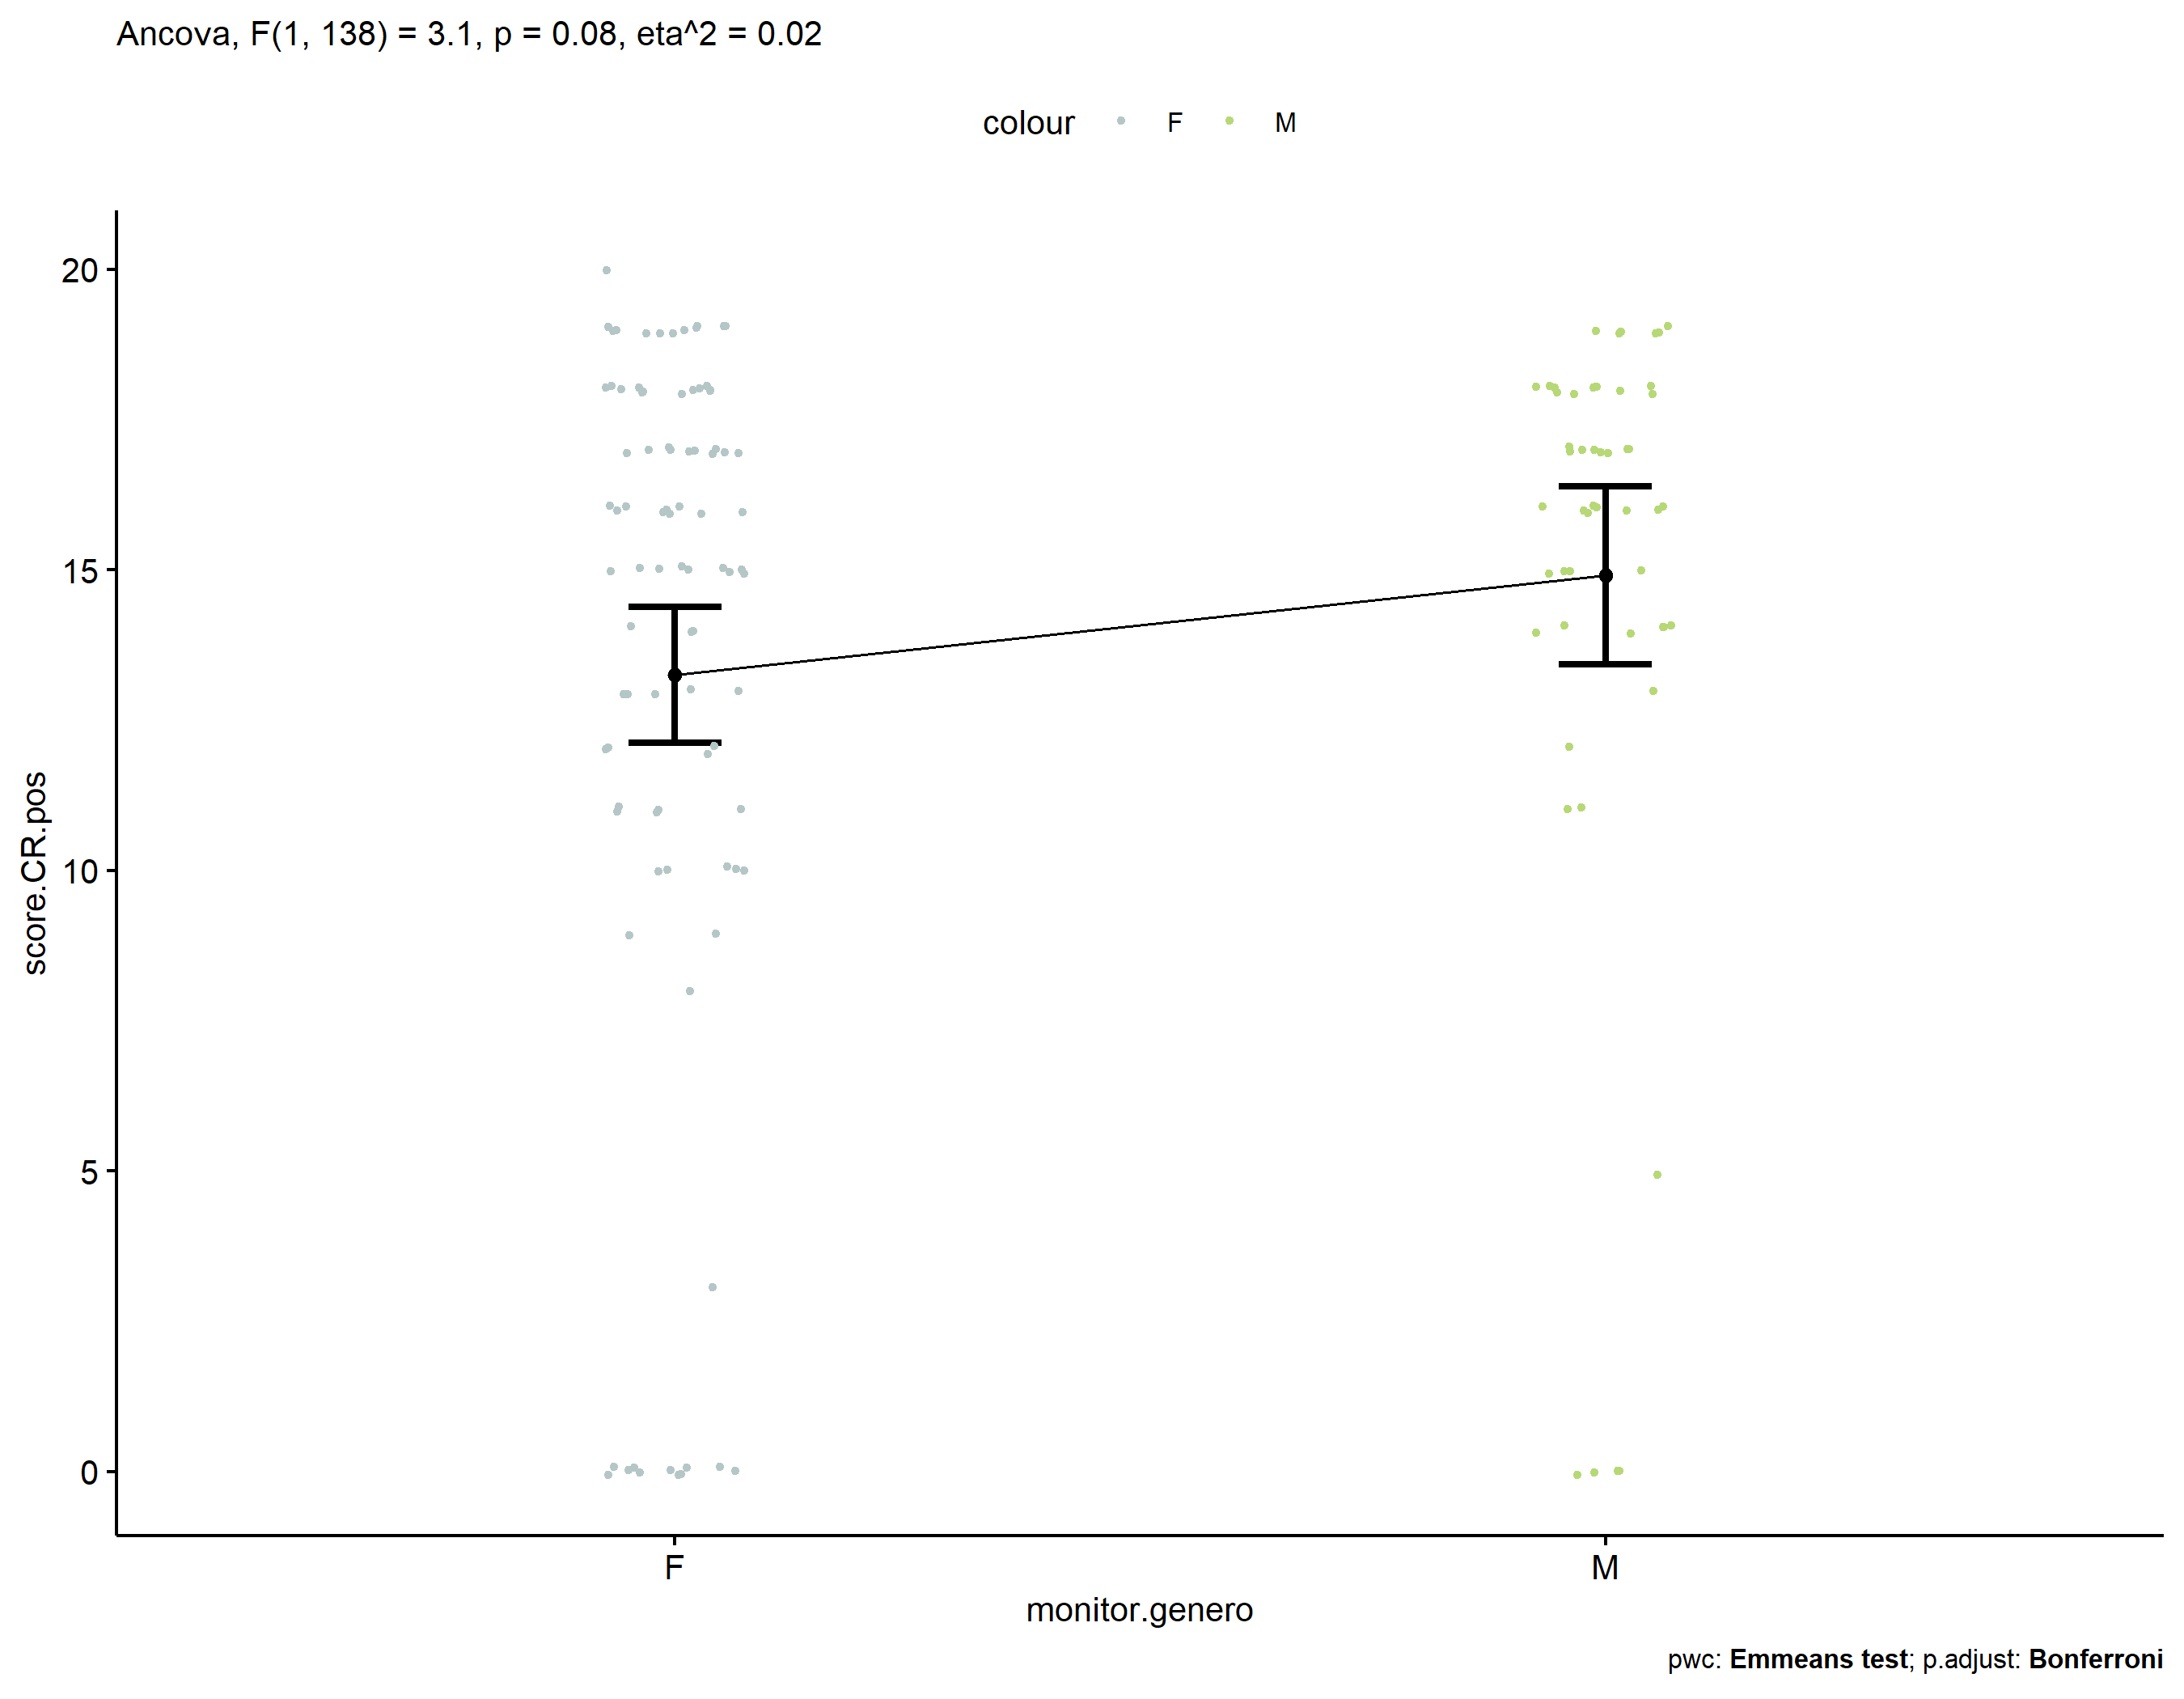 Ancova, F(1, 138) = 3.1, p = 0.08, eta^2 = 0.02
colour F M
20
15
10
5
0
score.CR.pos
F M
monitor.genero
pwc: Emmeans test; p.adjust: Bonferroni